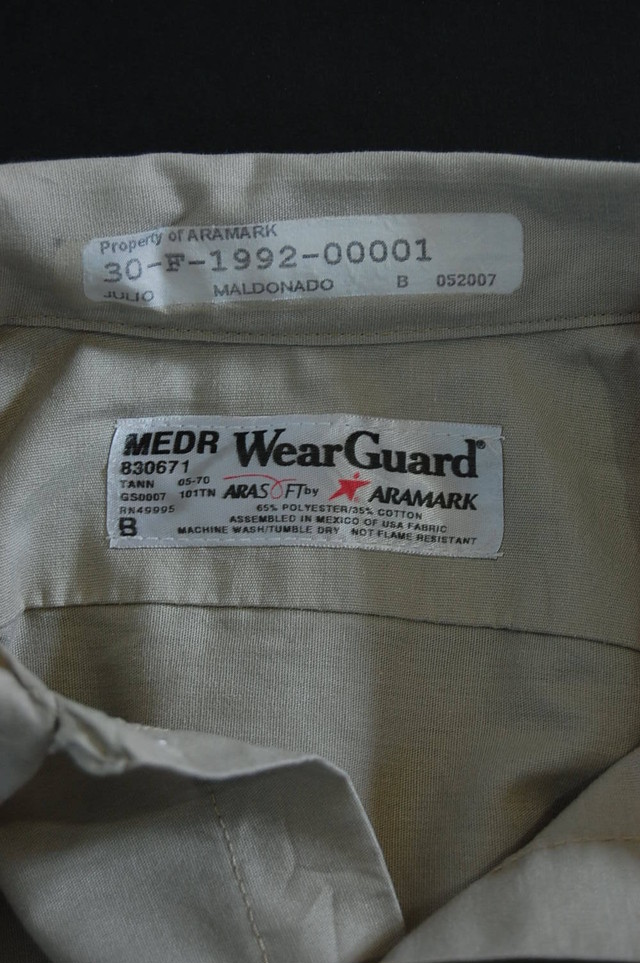 Property of ARAMARK
30-F-1992-00001
JULIO MALDONADO B 052007
MEDR WearGuard®
830671
TANN 05-70
GS0007 101TN ARASOFT by ARAMARK
RN49995 65% POLYESTER/35% COTTON
ASSEMBLED IN MEXICO OF USA FABRIC
B MACHINE WASH/TUMBLE DRY NOT FLAME RESISTANT